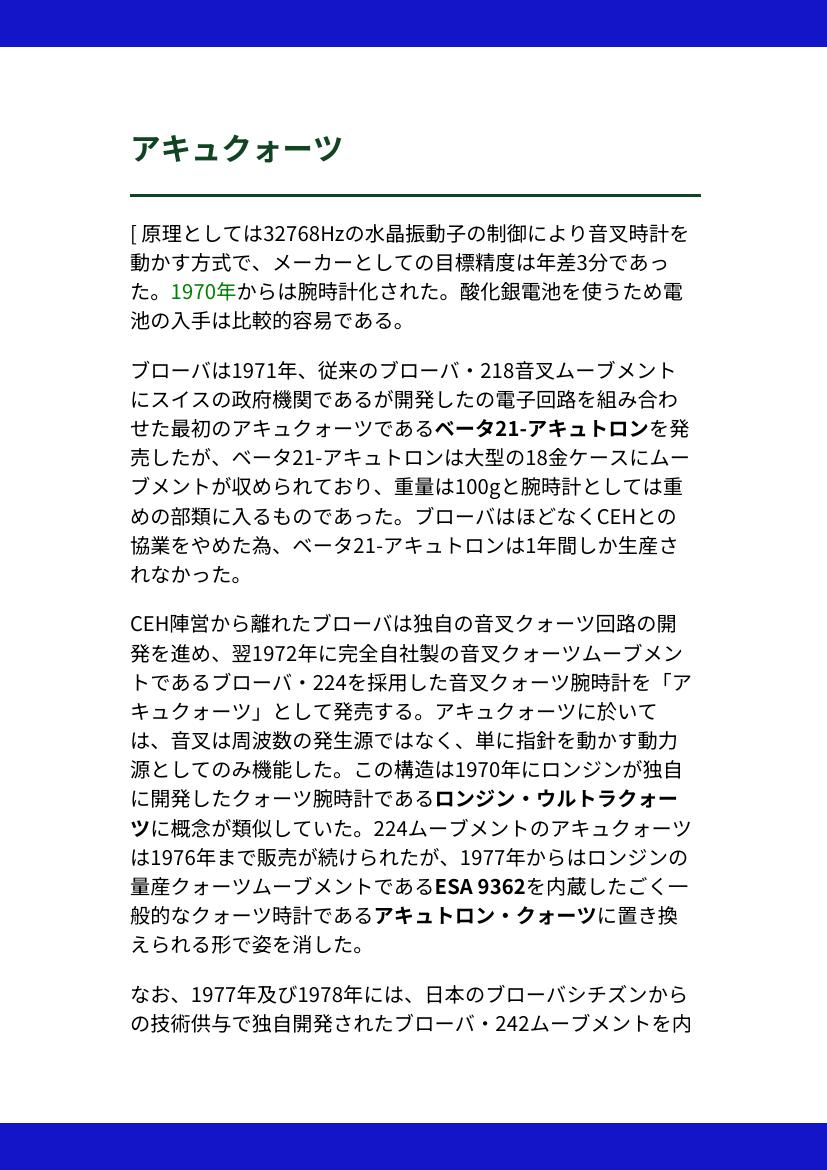 アキュクォーツ
[ 原理としては32768Hzの水晶振動子の制御により音叉時計を
動かす方式で、メーカーとしての目標精度は年差3分であっ
た。1970年からは腕時計化された。酸化銀電池を使うため電
池の入手は比較的容易である。
ブローバは1971年、従来のブローバ・218音叉ムーブメント
にスイスの政府機関であるが開発したの電子回路を組み合わ
せた最初のアキュクォーツであるベータ21-アキュトロンを発
売したが、ベータ21-アキュトロンは大型の18金ケースにムー
ブメントが収められており、重量は100gと腕時計としては重
めの部類に入るものであった。ブローバはほどなくCEHとの
協業をやめた為、ベータ21-アキュトロンは1年間しか生産さ
れなかった。
CEH陣営から離れたブローバは独自の音叉クォーツ回路の開
発を進め、翌1972年に完全自社製の音叉クォーツムーブメン
トであるブローバ・224を採用した音叉クォーツ腕時計を「ア
キュクォーツ」として発売する。アキュクォーツに於いて
は、音叉は周波数の発生源ではなく、単に指針を動かす動力
源としてのみ機能した。この構造は1970年にロンジンが独自
に開発したクォーツ腕時計であるロンジン・ウルトラクォー
ツに概念が類似していた。224ムーブメントのアキュクォーツ
は1976年まで販売が続けられたが、1977年からはロンジンの
量産クォーツムーブメントであるESA 9362を内蔵したごく一
般的なクォーツ時計であるアキュトロン・クォーツに置き換
えられる形で姿を消した。
なお、1977年及び1978年には、日本のブローバシチズンから
の技術供与で独自開発されたブローバ・242ムーブメントを内